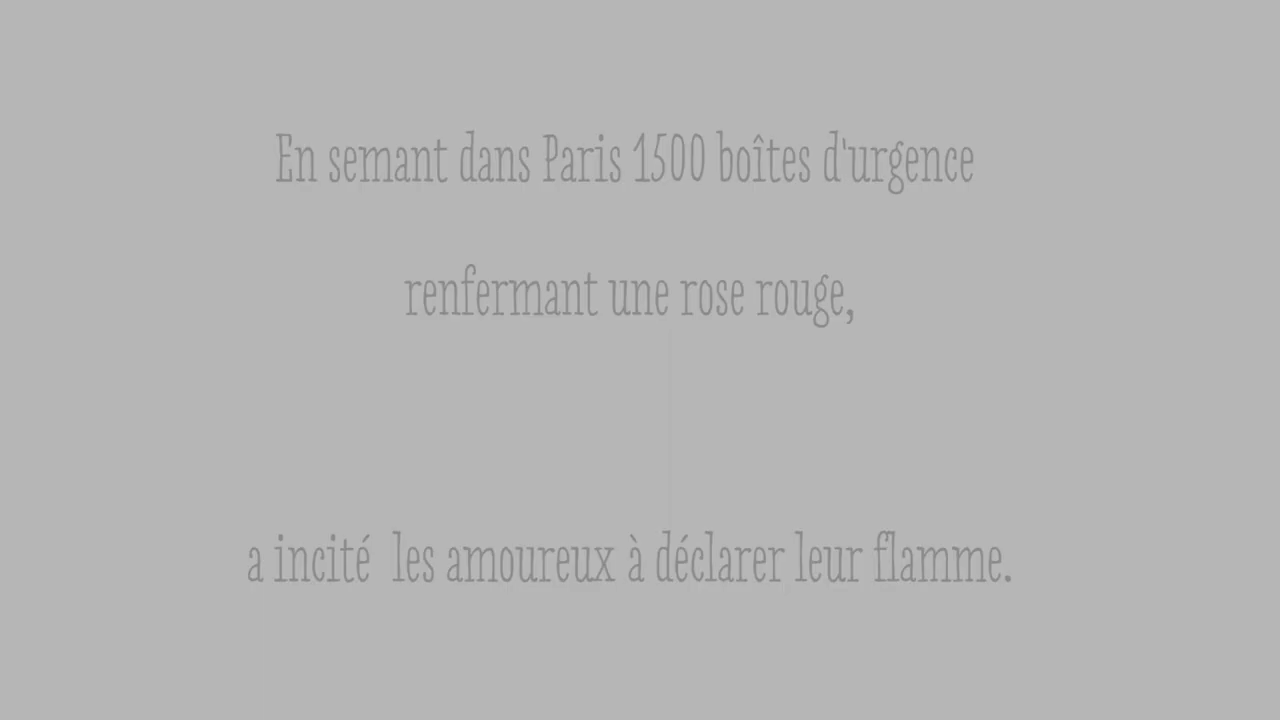 En semant dans Paris 1500 boîtes d'urgence
renfermant une rose rouge,
a incité les amoureux à déclarer leur flamme.